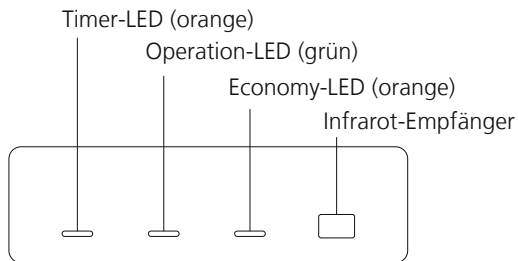 Timer-LED (orange)
Operation-LED (grün)
Economy-LED (orange)
Infrarot-Empfänger